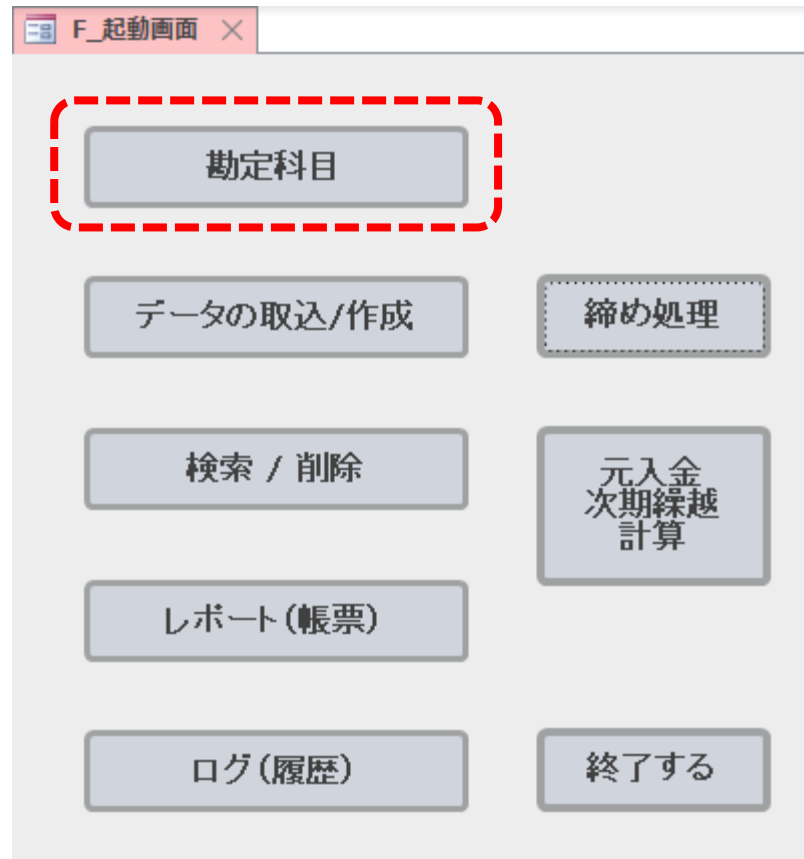 F_起動画面
勘定科目
データの取込/作成
締め処理
検索 / 削除
元入金
次期繰越
計算
レポート(帳票)
ログ(履歴)
終了する